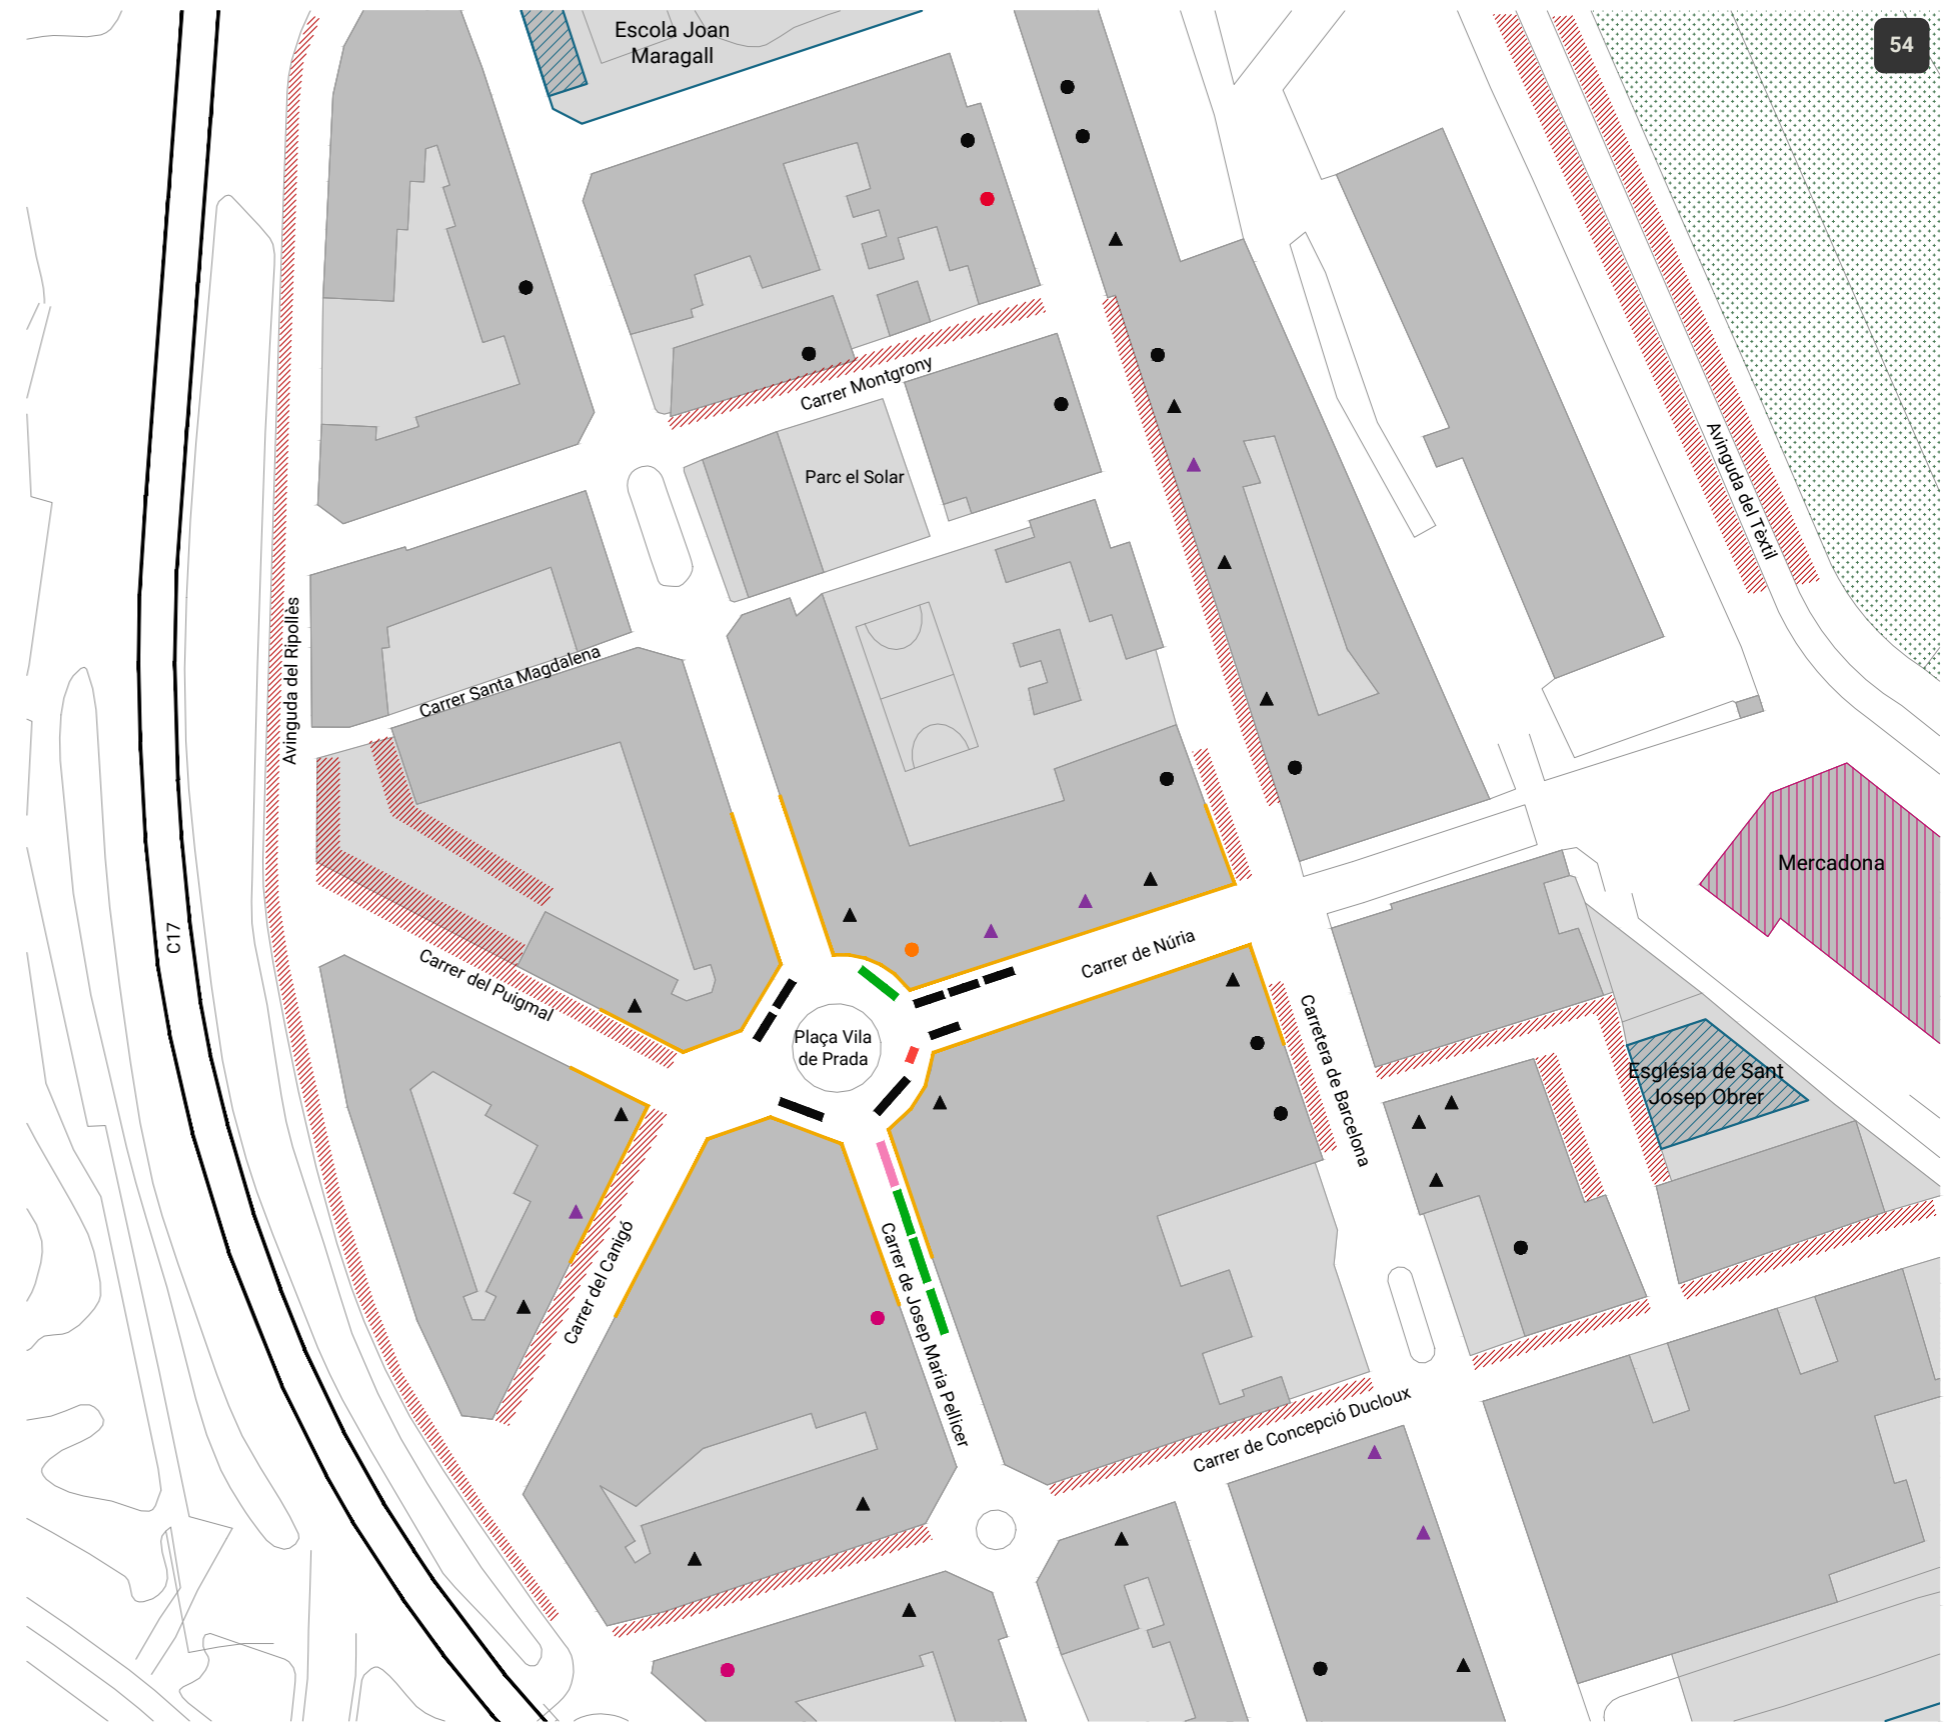 Escola Joan
Maragall
54
Carrer Montgrony
Parc el Solar
Avinguda del Tèxtil
Avinguda del Ripollès
Carrer Santa Magdalena
Mercadona
C17
Carrer del Puigmal
Carrer de Núria
Plaça Vila
de Prada
Carretera de Barcelona
Església de Sant
Josep Obrer
Carrer del Canigó
Carrer de Josep Maria Pellicer
Carrer de Concepció Ducloux